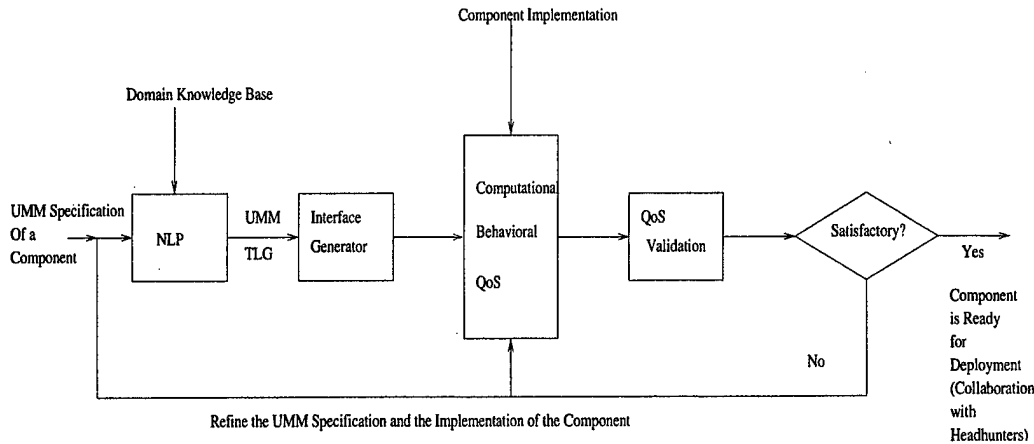 Component Implementation
Domain Knowledge Base
UMM Specification
Of a
Component
NLP
UMM
TLG
Interface
Generator
Computational
Behavioral
QoS
QoS
Validation
Satisfactory?
Yes
No
Component
is Ready
for
Deployment
(Collaboration
with
Headhunters)
Refine the UMM Specification and the Implementation of the Component